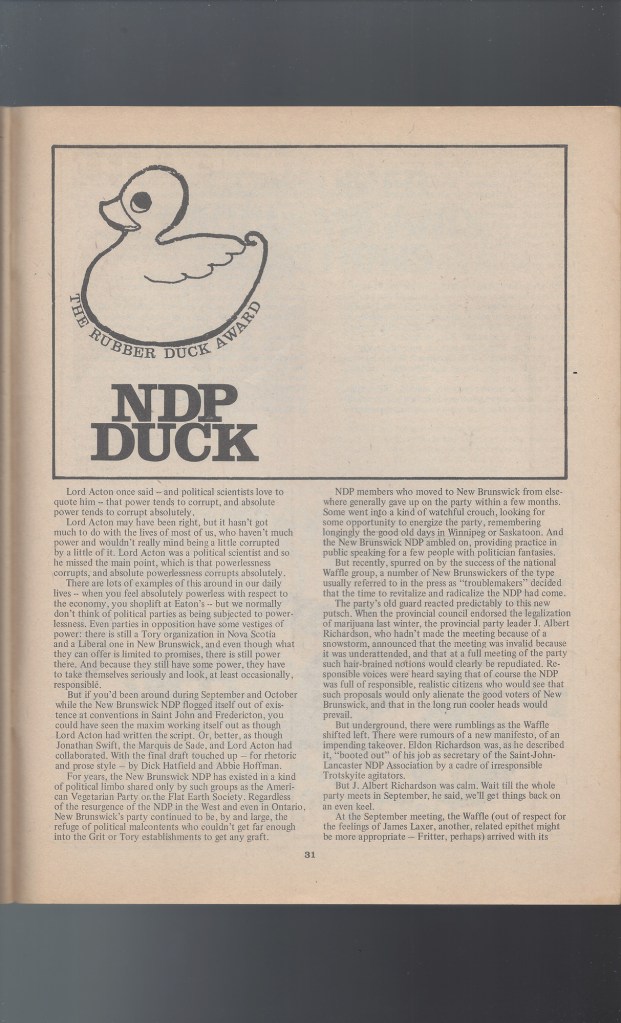 THE RUBBER DUCK AWARD
NDP
DUCK
Lord Acton once said – and political scientists love to
quote him – that power tends to corrupt, and absolute
power tends to corrupt absolutely.
Lord Acton may have been right, but it hasn't got
much to do with the lives of most of us, who haven't much
power and wouldn't really mind being a little corrupted
by a little of it. Lord Acton was a political scientist and so
he missed the main point, which is that powerlessness
corrupts, and absolute powerlessness corrupts absolutely.
There are lots of examples of this around in our daily
lives – when you feel absolutely powerless with respect to
the economy, you shoplift at Eaton's – but we normally
don't think of political parties as being subjected to power-
lessness. Even parties in opposition have some vestiges of
power: there is still a Tory organization in Nova Scotia
and a Liberal one in New Brunswick, and even though what
they can offer is limited to promises, there is still power
there. And because they still have some power, they have
to take themselves seriously and look, at least occasionally,
responsible.
But if you'd been around during September and October
while the New Brunswick NDP flogged itself out of exis-
tence at conventions in Saint John and Fredericton, you
could have seen the maxim working itself out as though
Lord Acton had written the script. Or, better, as though
Jonathan Swift, the Marquis de Sade, and Lord Acton had
collaborated. With the final draft touched up – for rhetoric
and prose style – by Dick Hatfield and Abbie Hoffman.
For years, the New Brunswick NDP has existed in a kind
of political limbo shared only by such groups as the Ameri-
can Vegetarian Party or the Flat Earth Society. Regardless
of the resurgence of the NDP in the West and even in Ontario,
New Brunswick's party continued to be, by and large, the
refuge of political malcontents who couldn't get far enough
into the Grit or Tory establishments to get any graft.
NDP members who moved to New Brunswick from else-
where generally gave up on the party within a few months.
Some went into a kind of watchful crouch, looking for
some opportunity to energize the party, remembering
longingly the good old days in Winnipeg or Saskatoon. And
the New Brunswick NDP ambled on, providing practice in
public speaking for a few people with politician fantasies.
But recently, spurred on by the success of the national
Waffle group, a number of New Brunswickers of the type
usually referred to in the press as "troublemakers" decided
that the time to revitalize and radicalize the NDP had come.
The party's old guard reacted predictably to this new
putsch. When the provincial council endorsed the legalization
of marijuana last winter, the provincial party leader J. Albert
Richardson, who hadn't made the meeting because of a
snowstorm, announced that the meeting was invalid because
it was underattended, and that at a full meeting of the party
such hair-brained notions would clearly be repudiated. Re-
sponsible voices were heard saying that of course the NDP
was full of responsible, realistic citizens who would see that
such proposals would only alienate the good voters of New
Brunswick, and that in the long run cooler heads would
prevail.
But underground, there were rumblings as the Waffle
shifted left. There were rumours of a new manifesto, of an
impending takeover. Eldon Richardson was, as he described
it, "booted out" of his job as secretary of the Saint-John-
Lancaster NDP Association by a cadre of irresponsible
Trotskyite agitators.
But J. Albert Richardson was calm. Wait till the whole
party meets in September, he said, we'll get things back on
an even keel.
At the September meeting, the Waffle (out of respect for
the feelings of James Laxer, another, related epithet might
be more appropriate – Fritter, perhaps) arrived with its
31